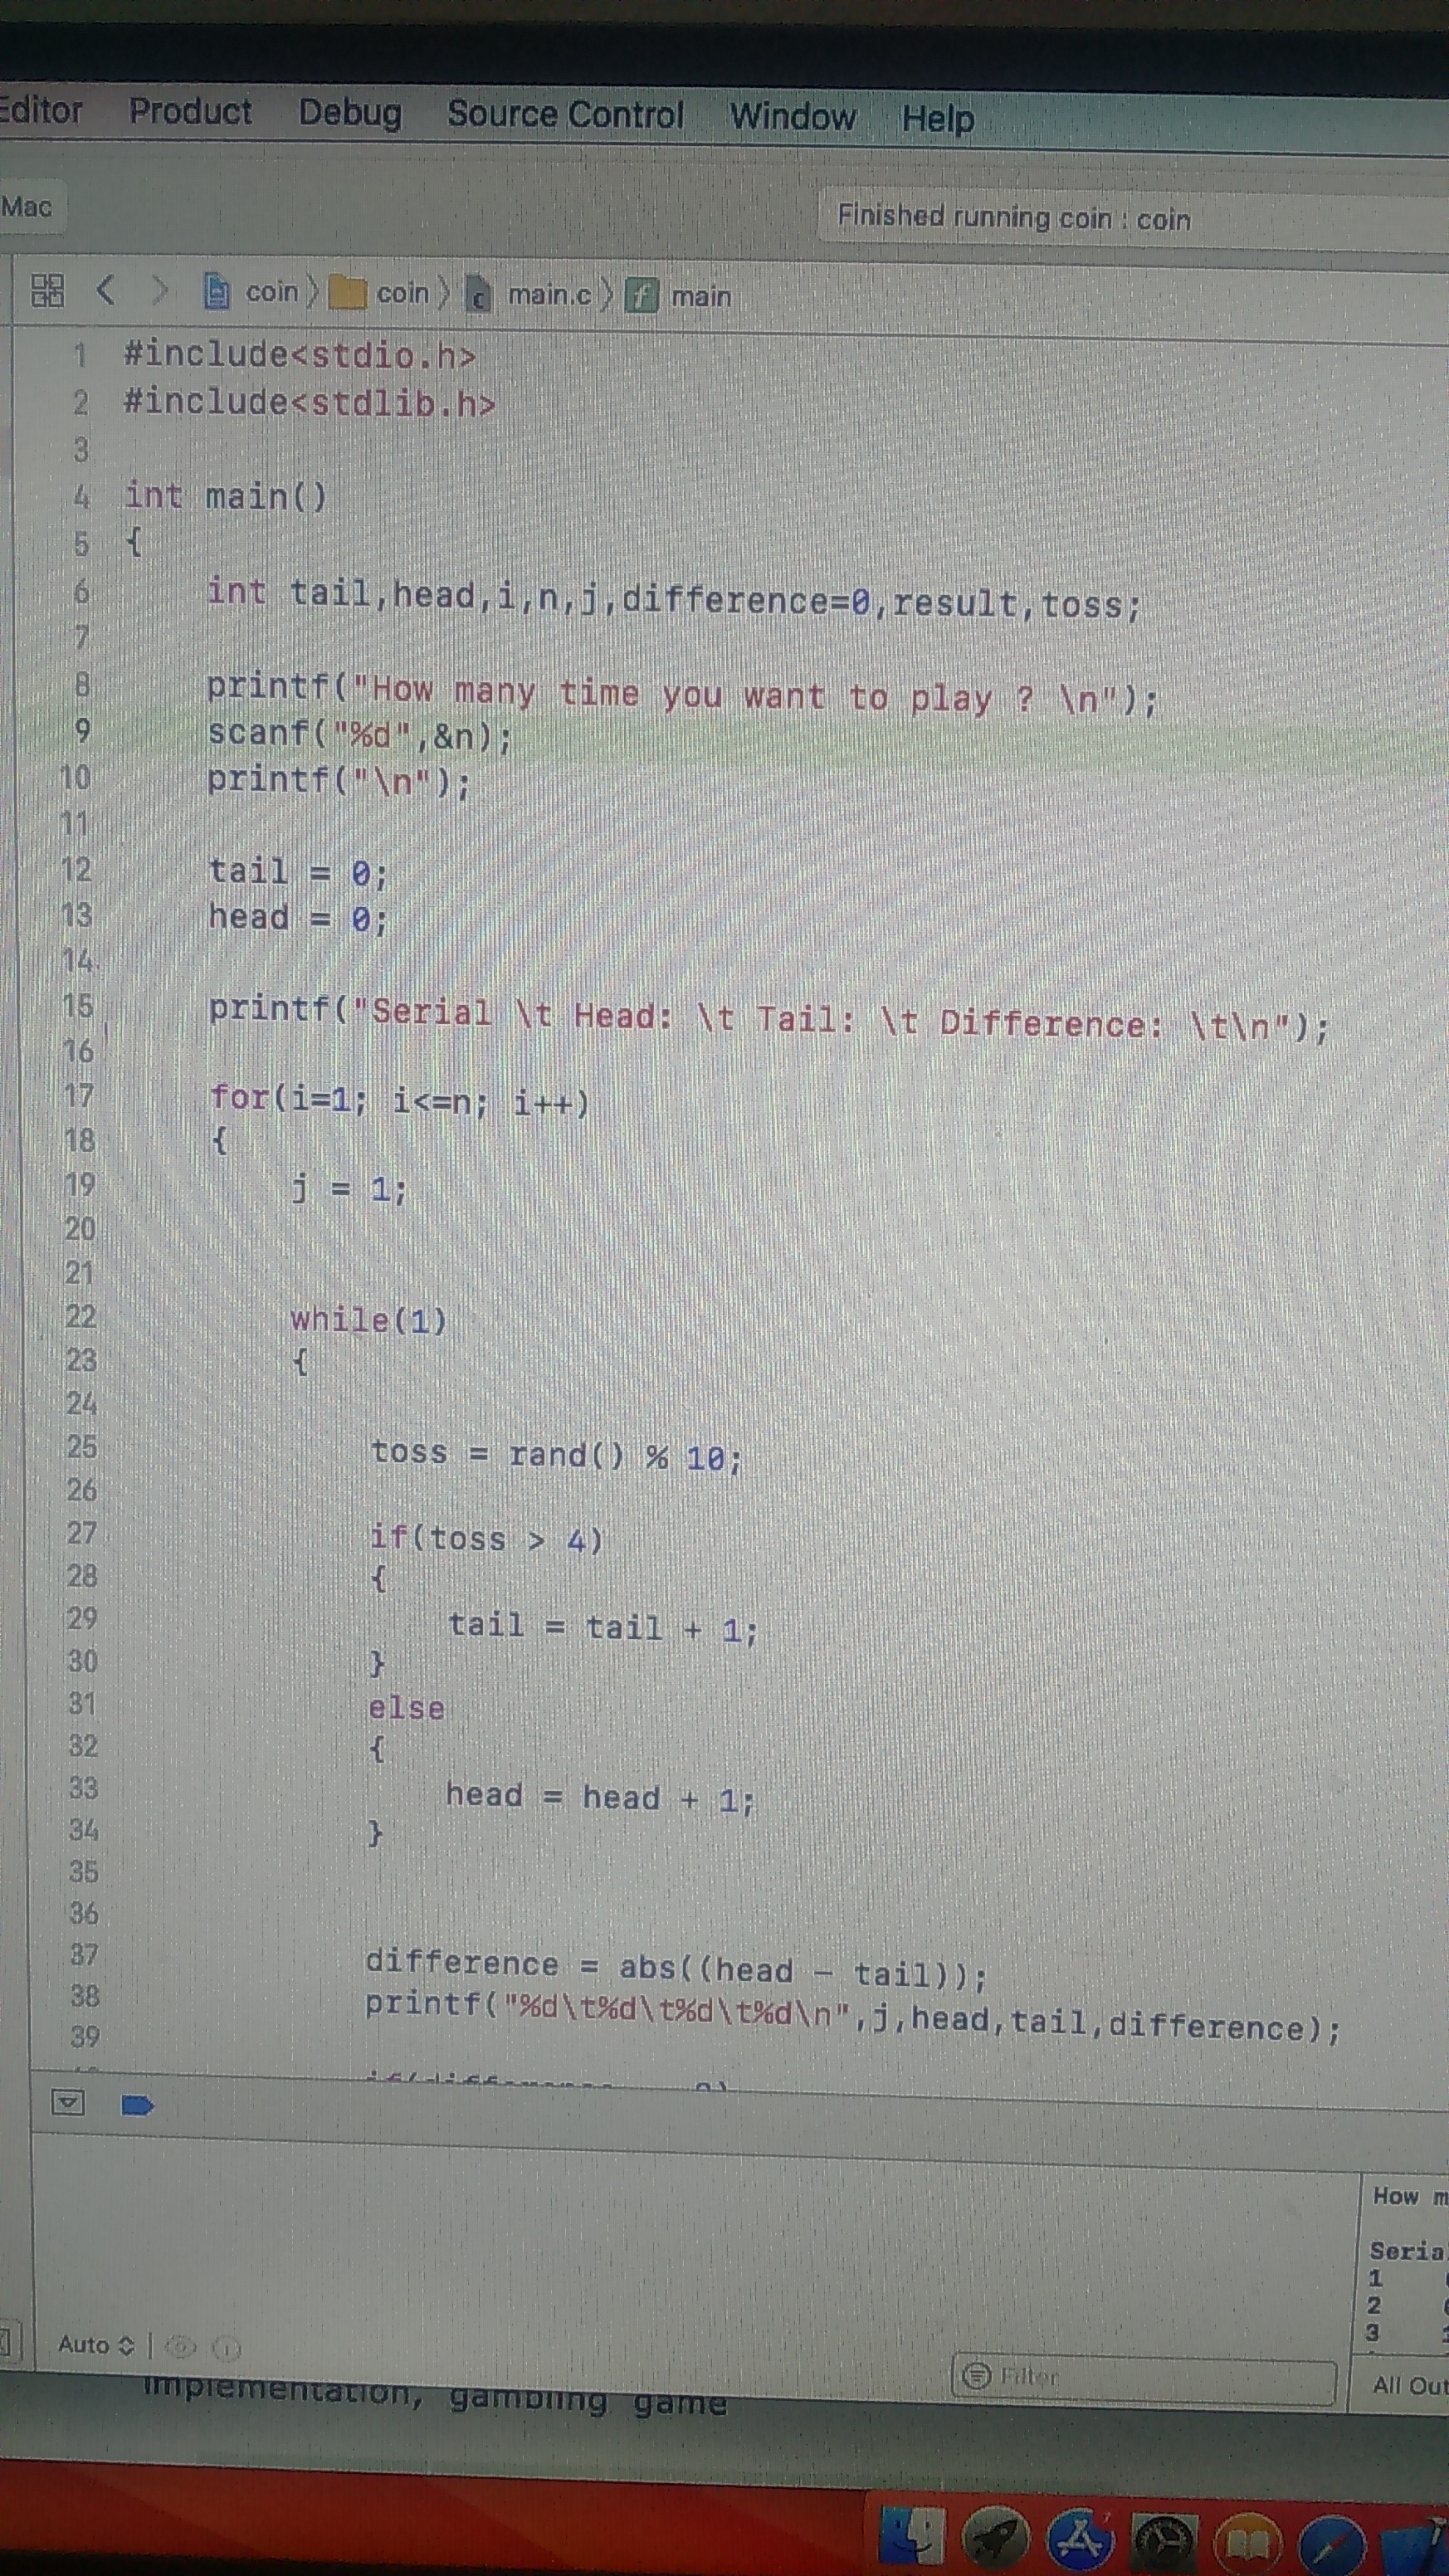 Editor Product Debug Source Control Window Help
Mac
Finished running coin : coin
coin coin main.c main
1 #include<stdio.h>
2 #include<stdlib.h>
3
4 int main()
5 {
6 int tail,head,i,n,j,difference=0,result,toss;
7
8 printf("How many time you want to play ? \n");
9 scanf("%d",&n);
10 printf("\n");
11
12 tail = 0;
13 head = 0;
14
15 printf("Serial \t Head: \t Tail: \t Difference: \t\n");
16
17 for(i=1; i<=n; i++)
18 {
19 j = 1;
20
21
22 while(1)
23 {
24
25 toss = rand() % 10;
26
27 if(toss > 4)
28 {
29 tail = tail + 1;
30 }
31 else
32 {
33 head = head + 1;
34 }
35
36
37 difference = abs((head - tail));
38 printf("%d\t%d\t%d\t%d\n",j,head,tail,difference);
39
How m
Seria
1
2
3
Auto
Filter
All Out
implementation, gambling game